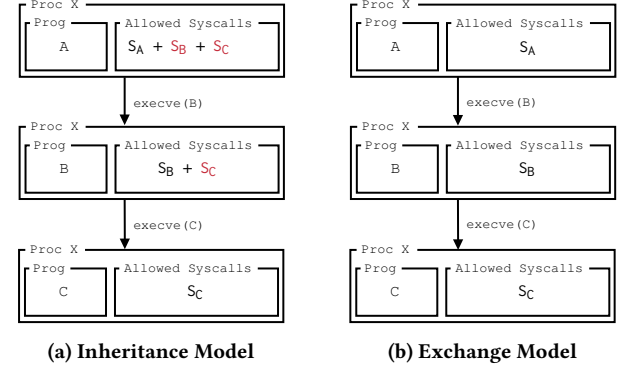 Proc X
Prog
Allowed Syscalls
A
SA + SB + SC
execve(B)
Proc X
Prog
Allowed Syscalls
B
SB + SC
execve(C)
Proc X
Prog
Allowed Syscalls
C
SC
(a) Inheritance Model
Proc X
Prog
Allowed Syscalls
A
SA
execve(B)
Proc X
Prog
Allowed Syscalls
B
SB
execve(C)
Proc X
Prog
Allowed Syscalls
C
SC
(b) Exchange Model